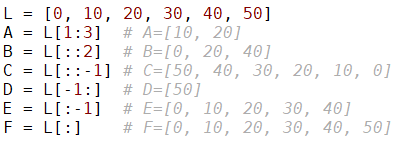 L = [0, 10, 20, 30, 40, 50]
A = L[1:3]  # A=[10, 20]
B = L[::2]  # B=[0, 20, 40]
C = L[::-1] # C=[50, 40, 30, 20, 10, 0]
D = L[-1:]  # D=[50]
E = L[:-1]  # E=[0, 10, 20, 30, 40]
F = L[:]    # F=[0, 10, 20, 30, 40, 50]